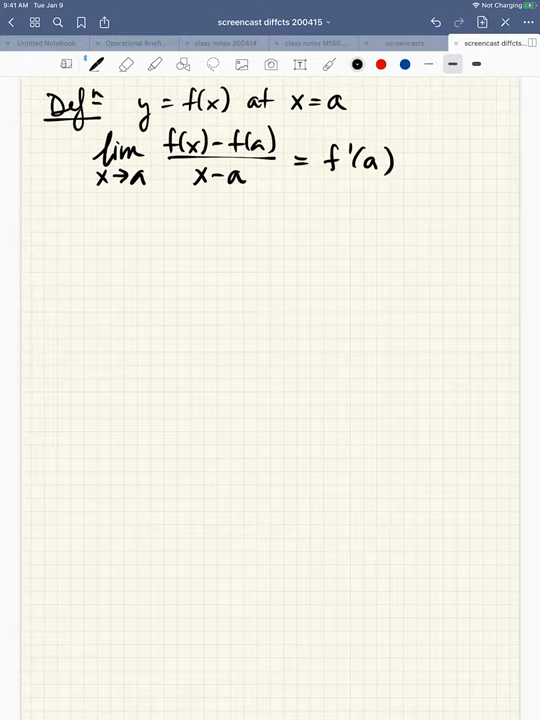 9:41 AM Tue Jan 9
Not Charging
screencast diffcts 200415
Untitled Notebook
Operational Briefi...
class notes 200414
class notes M150,...
screencasts
screencast diffcts...
Defⁿ y = f(x) at x = a
lim x→a (f(x) - f(a)) / (x - a) = f'(a)